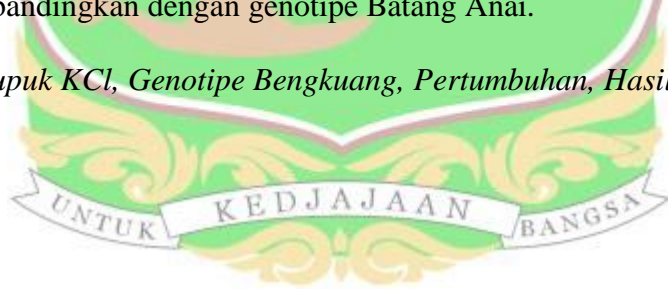 bandingkan dengan genotipe Batang Anai.
upuk KCl, Genotipe Bengkuang, Pertumbuhan, Hasil
UNTUK KEDJAJAAN BANGSA